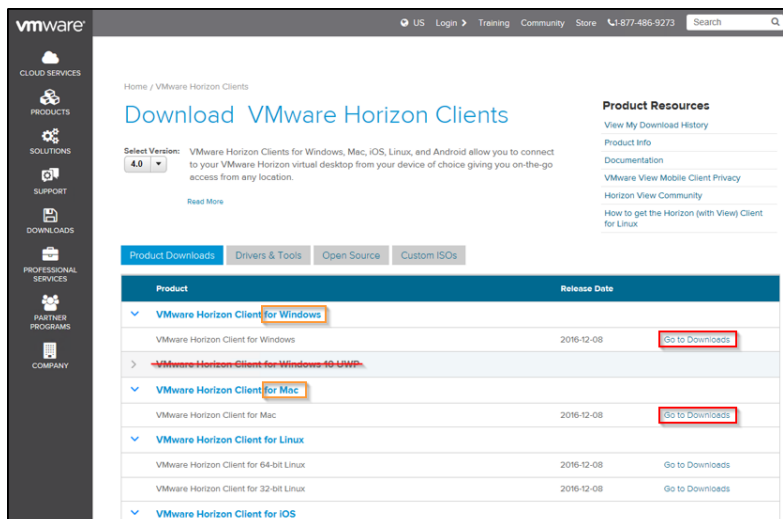 vmware
US Login Training Community Store 1-877-486-9273 Search
CLOUD SERVICES
PRODUCTS
SOLUTIONS
SUPPORT
DOWNLOADS
PROFESSIONAL
SERVICES
PARTNER
PROGRAMS
COMPANY
Home / VMware Horizon Clients
Download VMware Horizon Clients
Select Version:
4.0
VMware Horizon Clients for Windows, Mac, iOS, Linux, and Android allow you to connect
to your VMware Horizon virtual desktop from your device of choice giving you on-the-go
access from any location.
Read More
Product Resources
View My Download History
Product Info
Documentation
VMware View Mobile Client Privacy
Horizon View Community
How to get the Horizon (with View) Client
for Linux
Product Downloads Drivers & Tools Open Source Custom ISOs
Product Release Date
VMware Horizon Client for Windows
VMware Horizon Client for Windows 2016-12-08 Go to Downloads
VMware Horizon Client for Windows 10 UWP
VMware Horizon Client for Mac
VMware Horizon Client for Mac 2016-12-08 Go to Downloads
VMware Horizon Client for Linux
VMware Horizon Client for 64-bit Linux 2016-12-08 Go to Downloads
VMware Horizon Client for 32-bit Linux 2016-12-08 Go to Downloads
VMware Horizon Client for iOS